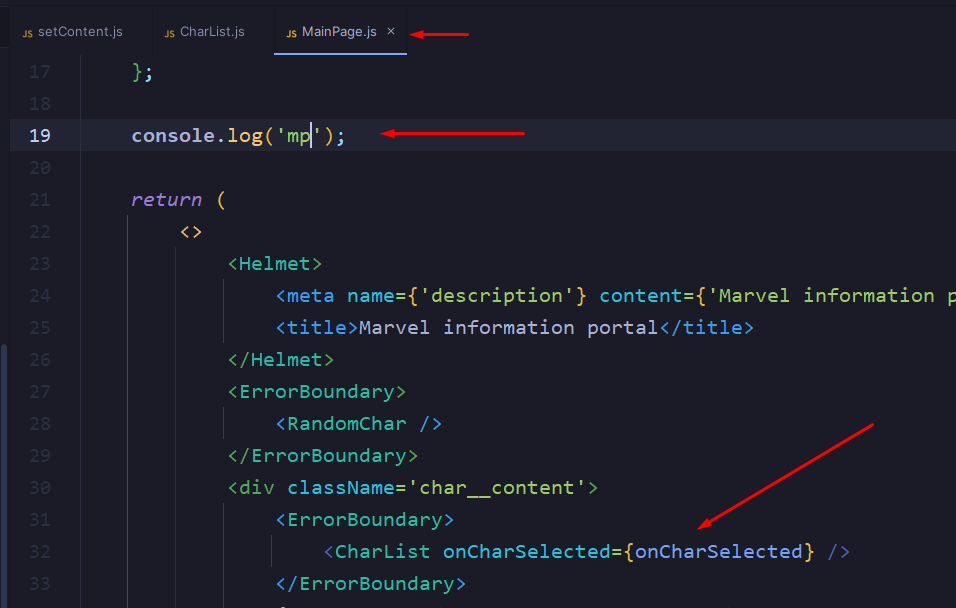 JS setContent.js JS CharList.js JS MainPage.js ×
17 };
18
19 console.log('mp');
20
21 return (
22 <>
23 <Helmet>
24 <meta name={'description'} content={'Marvel information p
25 <title>Marvel information portal</title>
26 </Helmet>
27 <ErrorBoundary>
28 <RandomChar />
29 </ErrorBoundary>
30 <div className='char__content'>
31 <ErrorBoundary>
32 <CharList onCharSelected={onCharSelected} />
33 </ErrorBoundary>